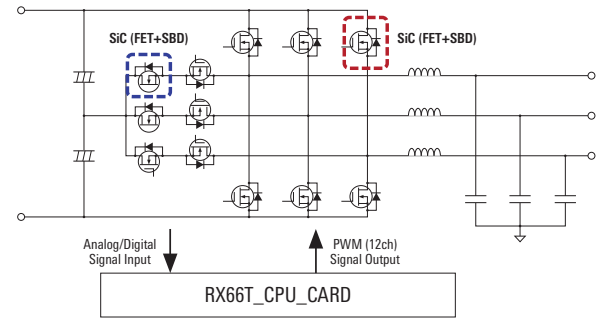 SiC (FET+SBD)
SiC (FET+SBD)
Analog/Digital
Signal Input
PWM (12ch)
Signal Output
RX66T_CPU_CARD